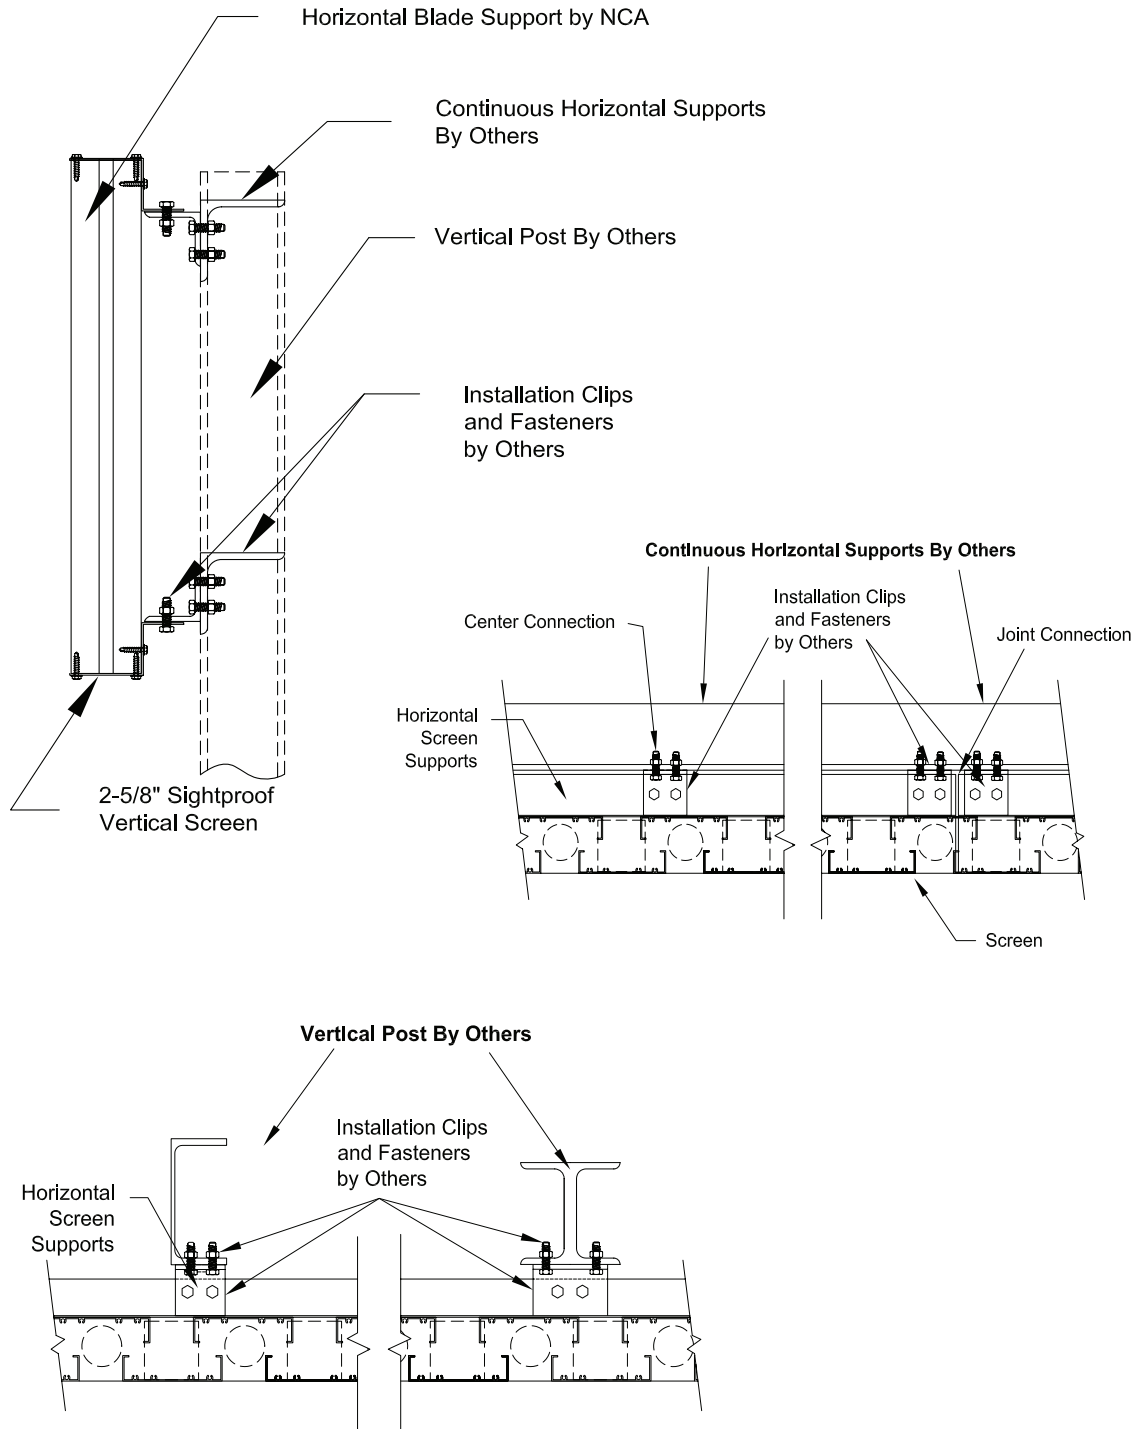 Horizontal Blade Support by NCA
Continuous Horizontal Supports
By Others
Vertical Post By Others
Installation Clips
and Fasteners
by Others
2-5/8" Sightproof
Vertical Screen
Continuous Horizontal Supports By Others
Center Connection
Installation Clips
and Fasteners
by Others
Joint Connection
Horizontal
Screen
Supports
Screen
Vertical Post By Others
Installation Clips
and Fasteners
by Others
Horizontal
Screen
Supports